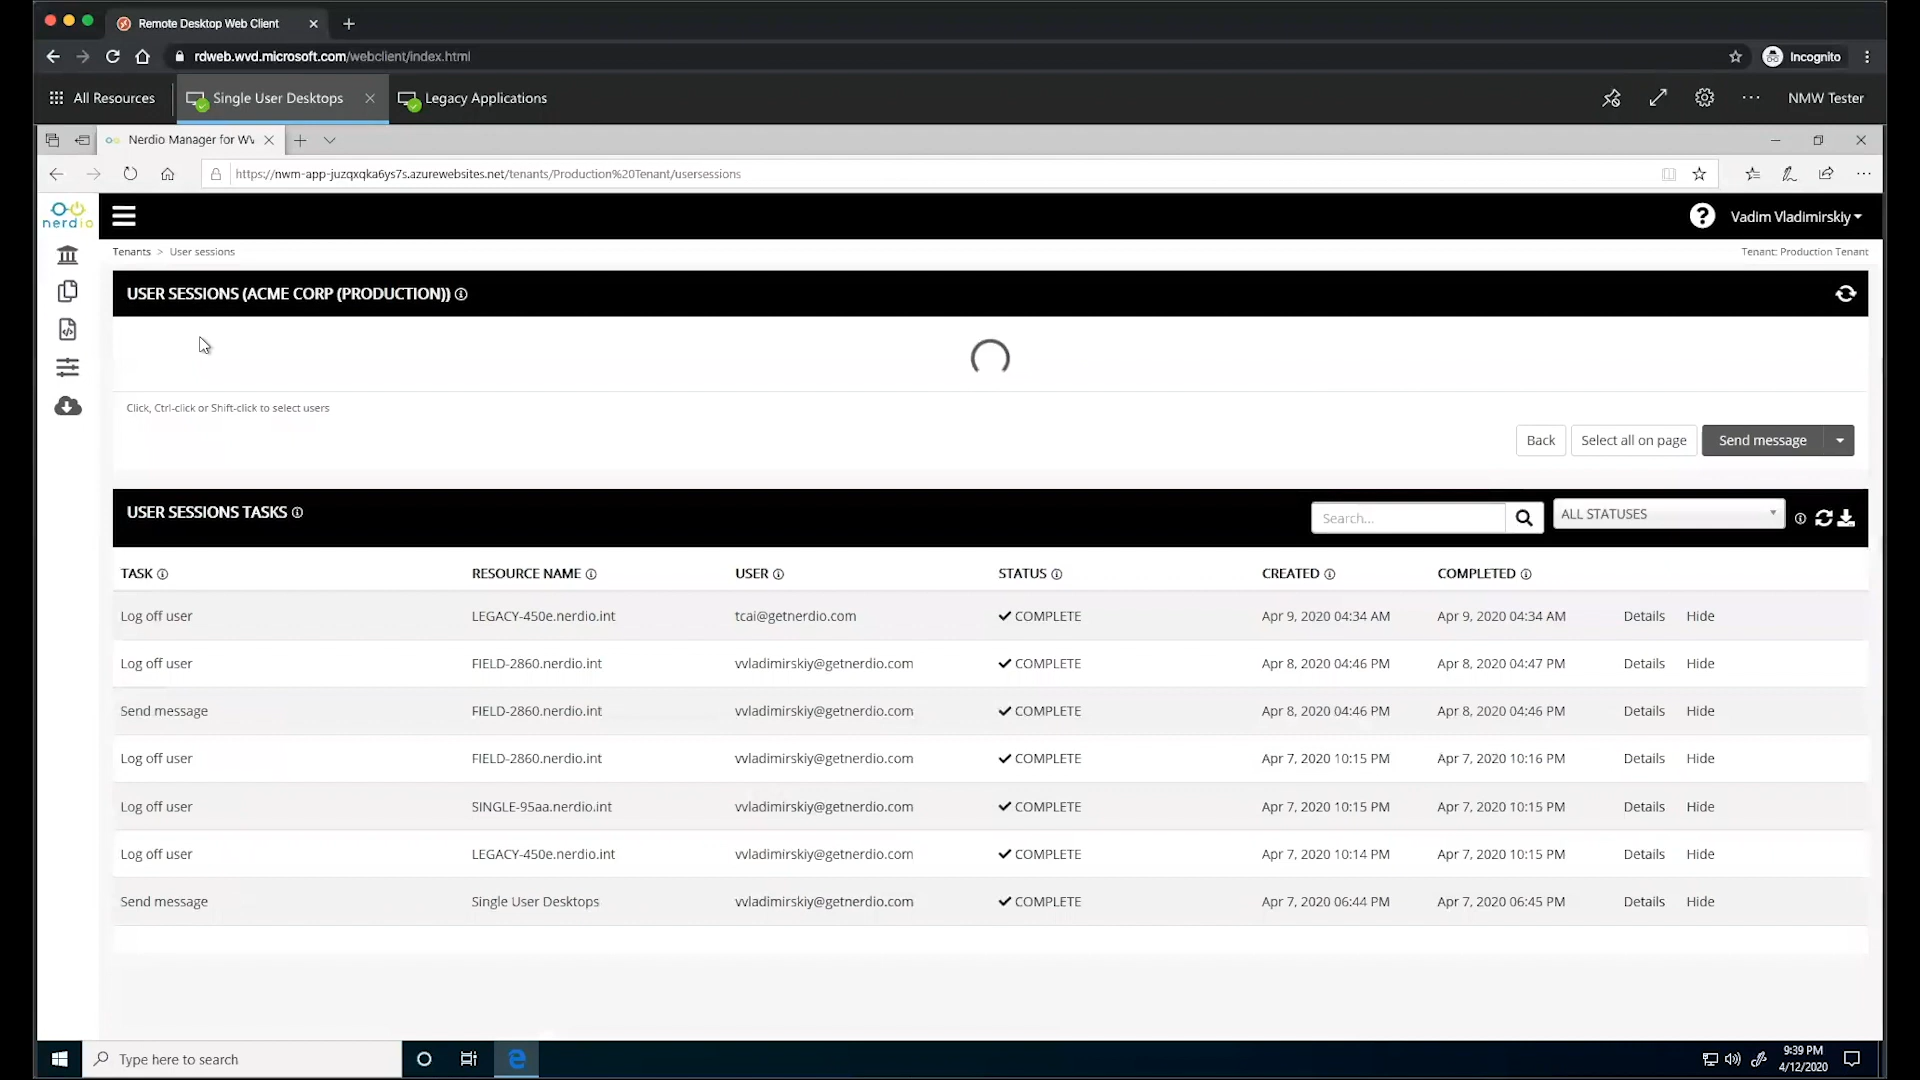 Remote Desktop Web Client
rdweb.wvd.microsoft.com/webclient/index.html
Incognito
All Resources
Single User Desktops
Legacy Applications
NMW Tester
Nerdio Manager for WV
https://nwm-app-juzqxqka6ys7s.azurewebsites.net/tenants/Production%20Tenant/usersessions
nerdio
Vadim Vladimirskiy
Tenants > User sessions
Tenant: Production Tenant
USER SESSIONS (ACME CORP (PRODUCTION))
Click, Ctrl-click or Shift-click to select users
Back
Select all on page
Send message
USER SESSIONS TASKS
Search...
ALL STATUSES
TASK RESOURCE NAME USER STATUS CREATED COMPLETED
Log off user LEGACY-450e.nerdio.int tcai@getnerdio.com COMPLETE Apr 9, 2020 04:34 AM Apr 9, 2020 04:34 AM Details Hide
Log off user FIELD-2860.nerdio.int vvladimirskiy@getnerdio.com COMPLETE Apr 8, 2020 04:46 PM Apr 8, 2020 04:47 PM Details Hide
Send message FIELD-2860.nerdio.int vvladimirskiy@getnerdio.com COMPLETE Apr 8, 2020 04:46 PM Apr 8, 2020 04:46 PM Details Hide
Log off user FIELD-2860.nerdio.int vvladimirskiy@getnerdio.com COMPLETE Apr 7, 2020 10:15 PM Apr 7, 2020 10:16 PM Details Hide
Log off user SINGLE-95aa.nerdio.int vvladimirskiy@getnerdio.com COMPLETE Apr 7, 2020 10:15 PM Apr 7, 2020 10:15 PM Details Hide
Log off user LEGACY-450e.nerdio.int vvladimirskiy@getnerdio.com COMPLETE Apr 7, 2020 10:14 PM Apr 7, 2020 10:15 PM Details Hide
Send message Single User Desktops vvladimirskiy@getnerdio.com COMPLETE Apr 7, 2020 06:44 PM Apr 7, 2020 06:45 PM Details Hide
Type here to search
9:39 PM
4/12/2020